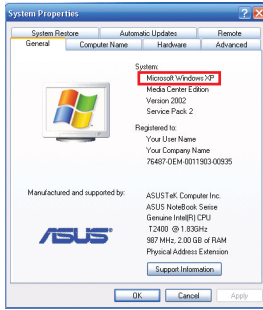 System Properties
System Restore Automatic Updates Remote
General Computer Name Hardware Advanced
System:
Microsoft Windows XP
Media Center Edition
Version 2002
Service Pack 2
Registered to:
Your User Name
Your Company Name
76487-OEM-0011903-00935
Manufactured and supported by:
ASUSTeK Computer Inc.
ASUS NoteBook Serise
Genuine Intel(R) CPU
T2400 @ 1.83GHz
987 MHz, 2.00 GB of RAM
Physical Address Extension
ASUS
Support Information
OK Cancel Apply